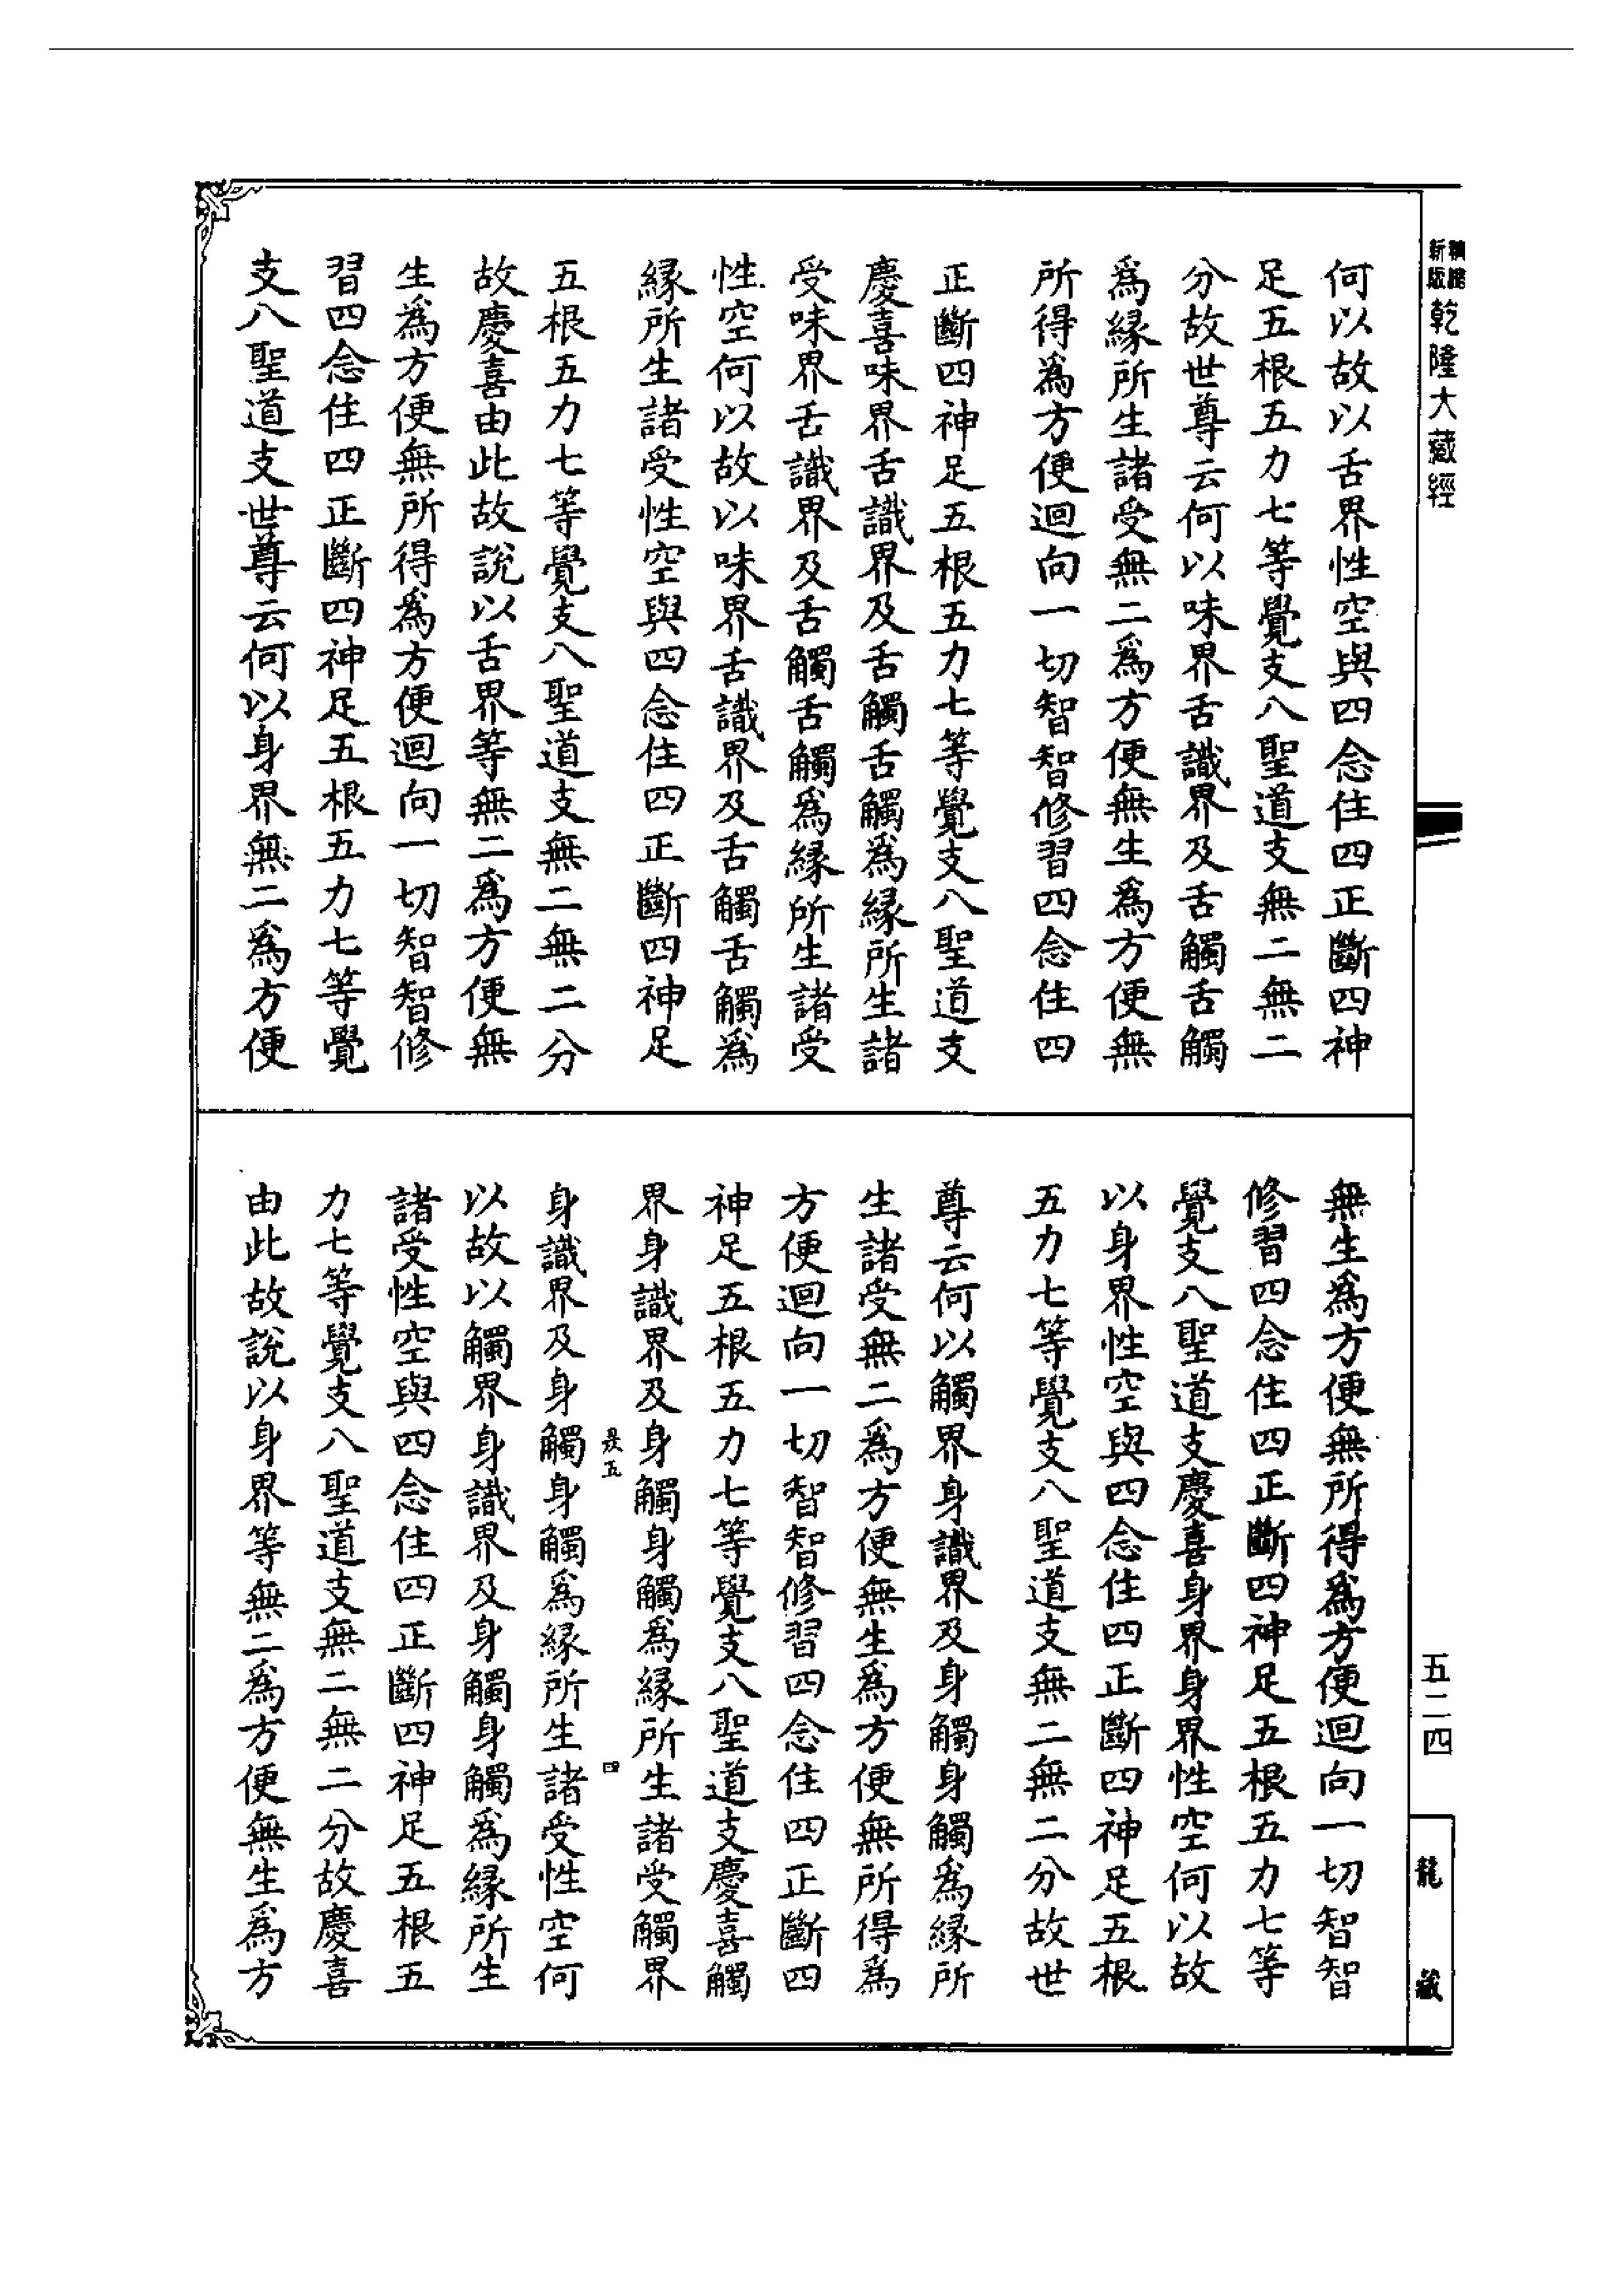 新版
乾隆大藏經
何以故以舌界性空與四念住四正斷四神
足五根五力七等覺支八聖道支無二無二
分故世尊云何以味界舌識界及舌觸舌觸
爲緣所生諸受無二爲方便無生爲方便無
所得爲方便迴向一切智智修習四念住四
正斷四神足五根五力七等覺支八聖道支
慶喜味界舌識界及舌觸舌觸爲緣所生諸
受味界舌識界及舌觸舌觸爲緣所生諸受
性空何以故以味界舌識界及舌觸舌觸爲
緣所生諸受性空與四念住四正斷四神足
五根五力七等覺支八聖道支無二無二分
故慶喜由此故說以舌界等無二爲方便無
生爲方便無所得爲方便迴向一切智智修
習四念住四正斷四神足五根五力七等覺
支八聖道支世尊云何以身界無二爲方便
無生爲方便無所得爲方便迴向一切智智
修習四念住四正斷四神足五根五力七等
覺支八聖道支慶喜身界身界性空何以故
以身界性空與四念住四正斷四神足五根
五力七等覺支八聖道支無二無二分故世
尊云何以觸界身識界及身觸身觸爲緣所
生諸受無二爲方便無生爲方便無所得爲
方便迴向一切智智修習四念住四正斷四
神足五根五力七等覺支八聖道支慶喜觸
界身識界及身觸身觸爲緣所生諸受觸界
五 四
身識界及身觸身觸爲緣所生諸受性空何
以故以觸界身識界及身觸身觸爲緣所生
諸受性空與四念住四正斷四神足五根五
力七等覺支八聖道支無二無二分故慶喜
由此故說以身界等無二爲方便無生爲方
五二四
龍藏